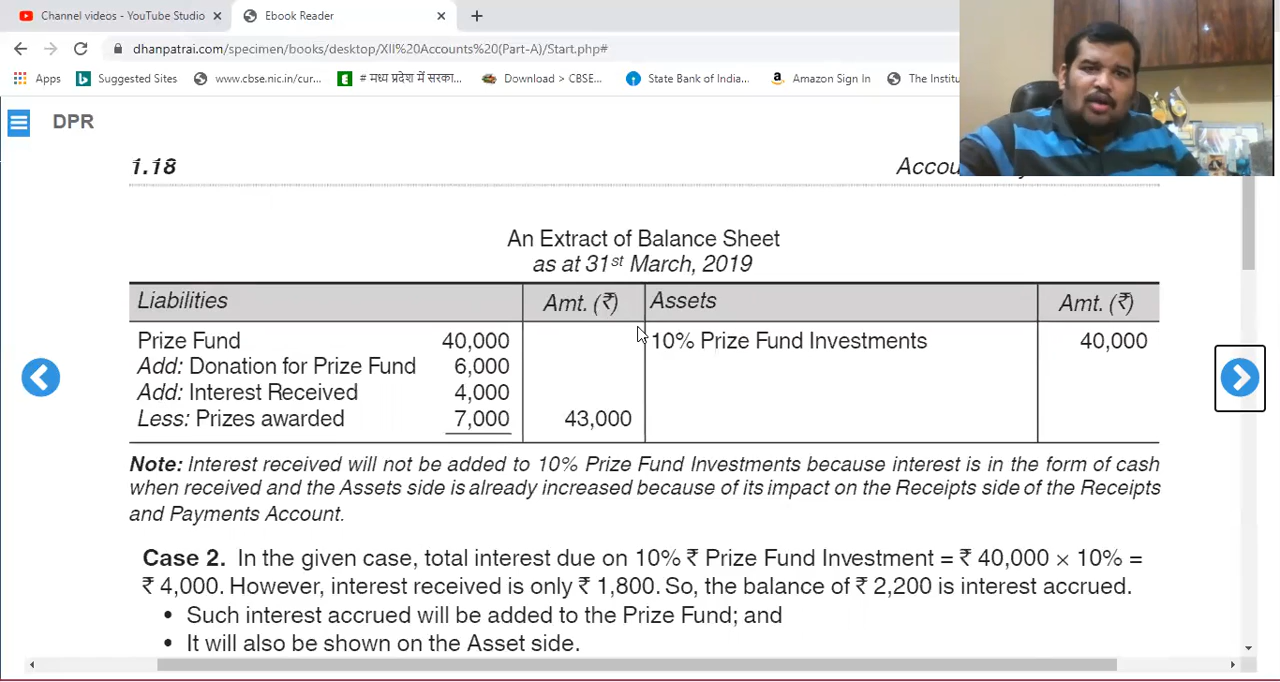 Channel videos - YouTube Studio
Ebook Reader
dhanpatrai.com/specimen/books/desktop/XII%20Accounts%20(Part-A)/Start.php#
Apps Suggested Sites www.cbse.nic.in/cur... # मध्य प्रदेश में सरका... Download > CBSE... State Bank of India... Amazon Sign In The Institu
DPR
1.18
An Extract of Balance Sheet
as at 31st March, 2019
Liabilities Amt. (₹) Assets Amt. (₹)
Prize Fund 40,000 10% Prize Fund Investments 40,000
Add: Donation for Prize Fund 6,000
Add: Interest Received 4,000
Less: Prizes awarded 7,000 43,000
Note: Interest received will not be added to 10% Prize Fund Investments because interest is in the form of cash
when received and the Assets side is already increased because of its impact on the Receipts side of the Receipts
and Payments Account.
Case 2. In the given case, total interest due on 10% ₹ Prize Fund Investment = ₹ 40,000 × 10% =
₹ 4,000. However, interest received is only ₹ 1,800. So, the balance of ₹ 2,200 is interest accrued.
• Such interest accrued will be added to the Prize Fund; and
• It will also be shown on the Asset side.